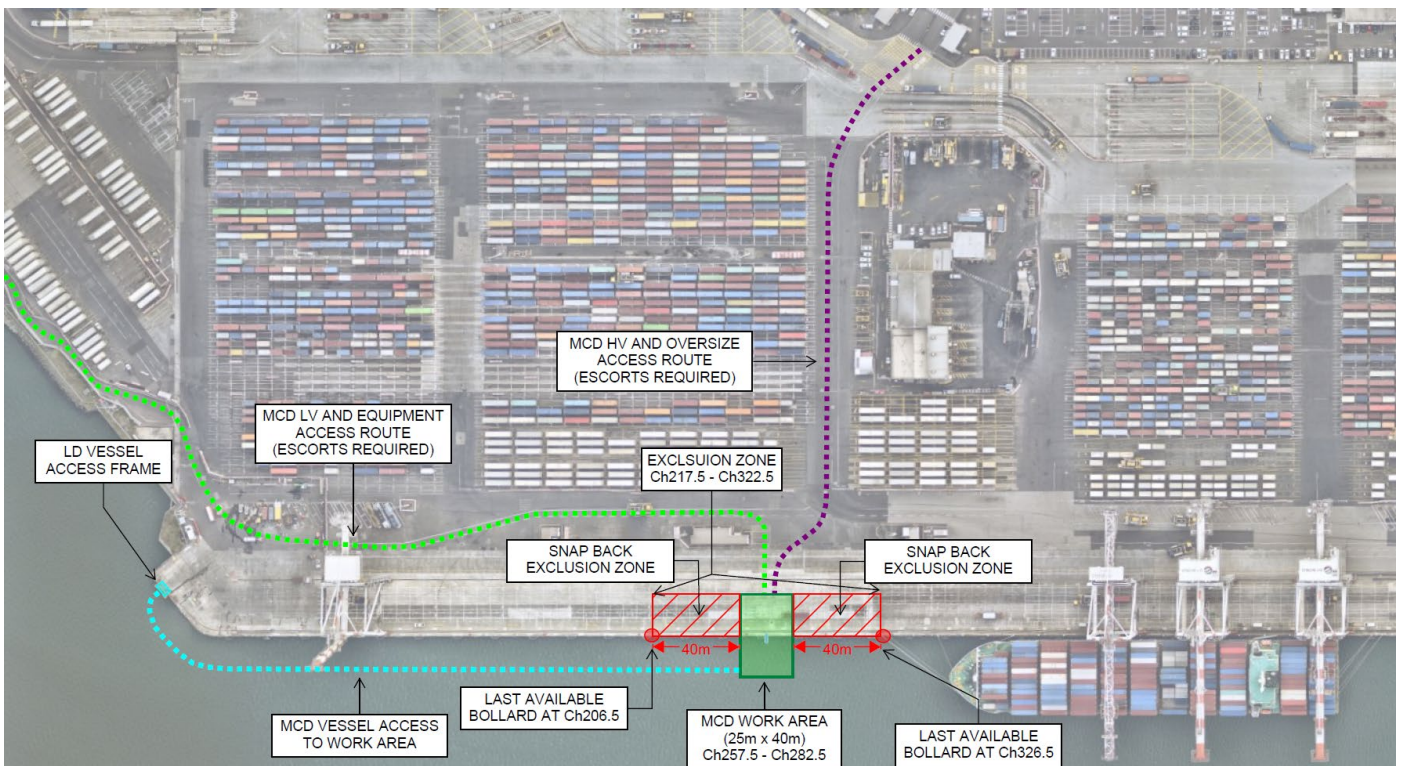 MCD HV AND OVERSIZE
ACCESS ROUTE
(ESCORTS REQUIRED)
MCD LV AND EQUIPMENT
ACCESS ROUTE
(ESCORTS REQUIRED)
LD VESSEL
ACCESS FRAME
EXCLSUION ZONE
Ch217.5 - Ch322.5
SNAP BACK
EXCLUSION ZONE
SNAP BACK
EXCLUSION ZONE
40m
40m
LAST AVAILABLE
BOLLARD AT Ch206.5
MCD VESSEL ACCESS
TO WORK AREA
MCD WORK AREA
(25m x 40m)
Ch257.5 - Ch282.5
LAST AVAILABLE
BOLLARD AT Ch326.5